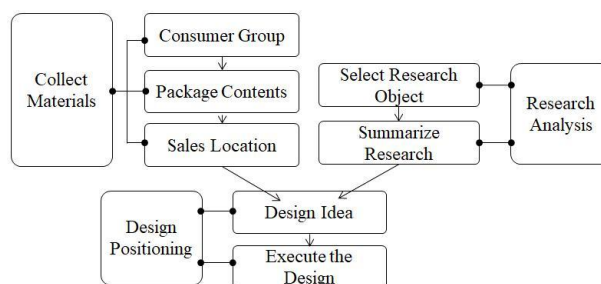 Consumer Group
Collect
Materials
Package Contents
Sales Location
Select Research
Object
Summarize
Research
Research
Analysis
Design
Positioning
Design Idea
Execute the
Design